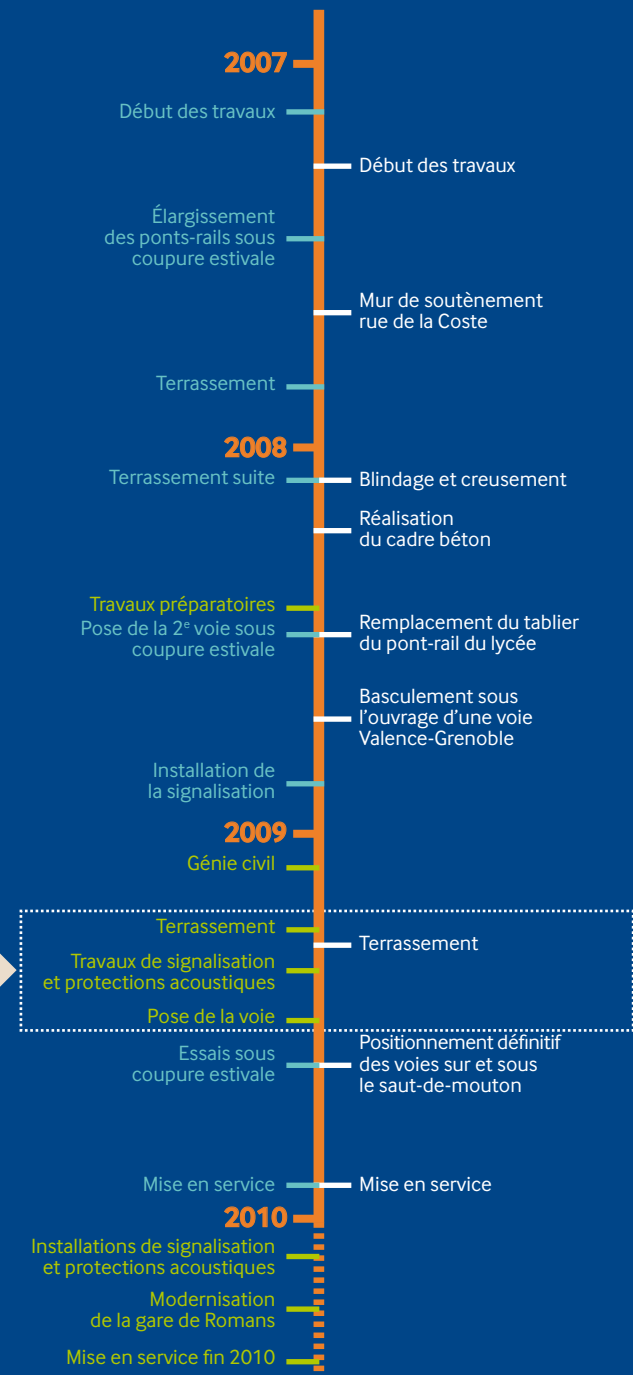 2007
Début des travaux
Début des travaux
Élargissement
des ponts-rails sous
coupure estivale
Mur de soutènement
rue de la Coste
Terrassement
2008
Terrassement suite
Blindage et creusement
Réalisation
du cadre béton
Travaux préparatoires
Pose de la 2e voie sous
coupure estivale
Remplacement du tablier
du pont-rail du lycée
Basculement sous
l'ouvrage d'une voie
Valence-Grenoble
Installation de
la signalisation
2009
Génie civil
Terrassement
Terrassement
Travaux de signalisation
et protections acoustiques
Pose de la voie
Essais sous
coupure estivale
Positionnement définitif
des voies sur et sous
le saut-de-mouton
Mise en service
Mise en service
2010
Installations de signalisation
et protections acoustiques
Modernisation
de la gare de Romans
Mise en service fin 2010